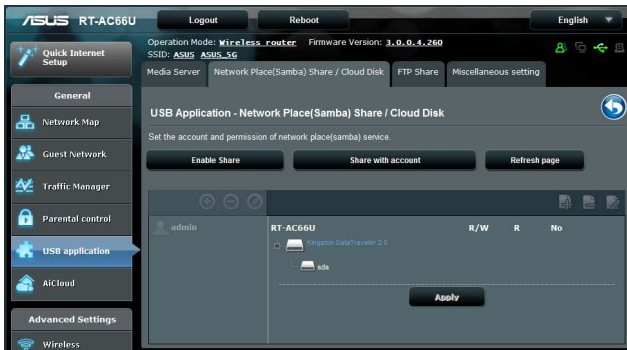 ASUS RT-AC66U Logout Reboot English
Quick Internet Setup
Operation Mode: Wireless router Firmware Version: 3.0.0.4.260
SSID: ASUS ASUS_5G
Media Server Network Place(Samba) Share / Cloud Disk FTP Share Miscellaneous setting
General
Network Map
Guest Network
Traffic Manager
Parental control
USB application
AiCloud
Advanced Settings
Wireless
USB Application - Network Place(Samba) Share / Cloud Disk
Set the account and permission of network place(samba) service.
Enable Share Share with account Refresh page
admin
RT-AC66U R/W R No
Kingston DataTraveler 2.0
sda
Apply